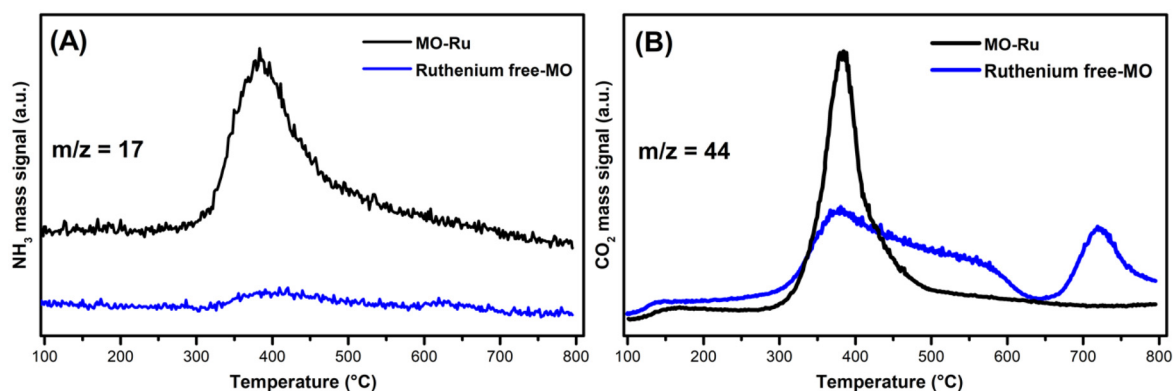 (A)
MO-Ru
Ruthenium free-MO
m/z = 17
NH₃ mass signal (a.u.)
100 200 300 400 500 600 700 800
Temperature (°C)
(B)
MO-Ru
Ruthenium free-MO
m/z = 44
CO₂ mass signal (a.u.)
100 200 300 400 500 600 700 800
Temperature (°C)